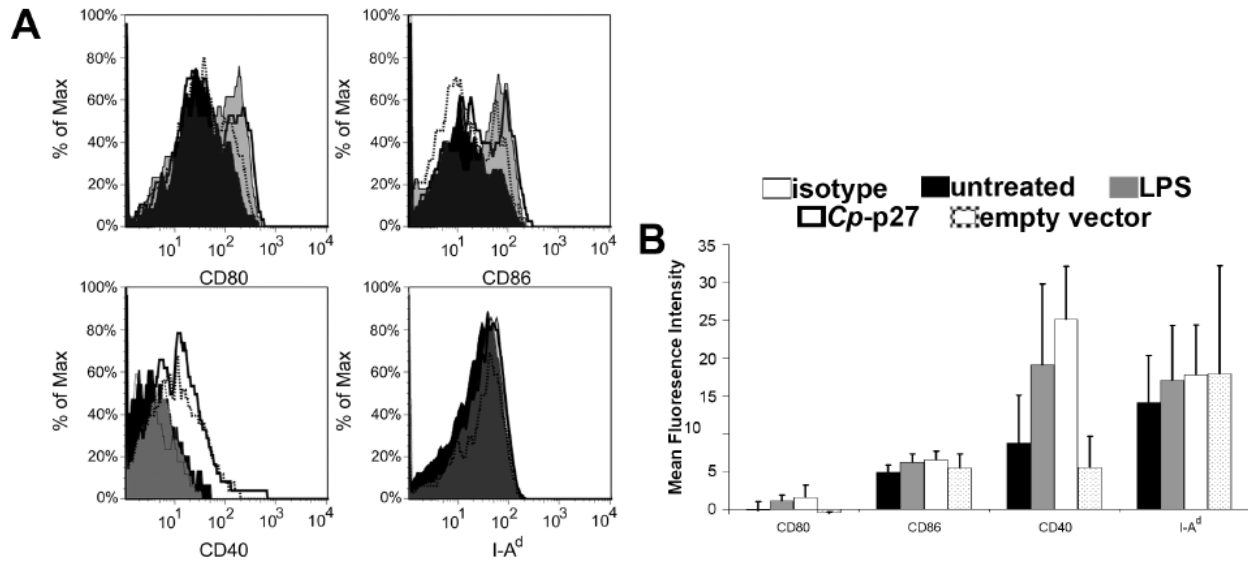 A
100%
80%
60%
40%
20%
0%
% of Max
10^1 10^2 10^3 10^4
CD80
100%
80%
60%
40%
20%
0%
% of Max
10^1 10^2 10^3 10^4
CD86
100%
80%
60%
40%
20%
0%
% of Max
10^1 10^2 10^3 10^4
CD40
100%
80%
60%
40%
20%
0%
% of Max
10^1 10^2 10^3 10^4
I-A^d
isotype untreated LPS
Cp-p27 empty vector
B
35
30
25
20
15
10
5
0
Mean Fluoresence Intensity
CD80 CD86 CD40 I-A^d